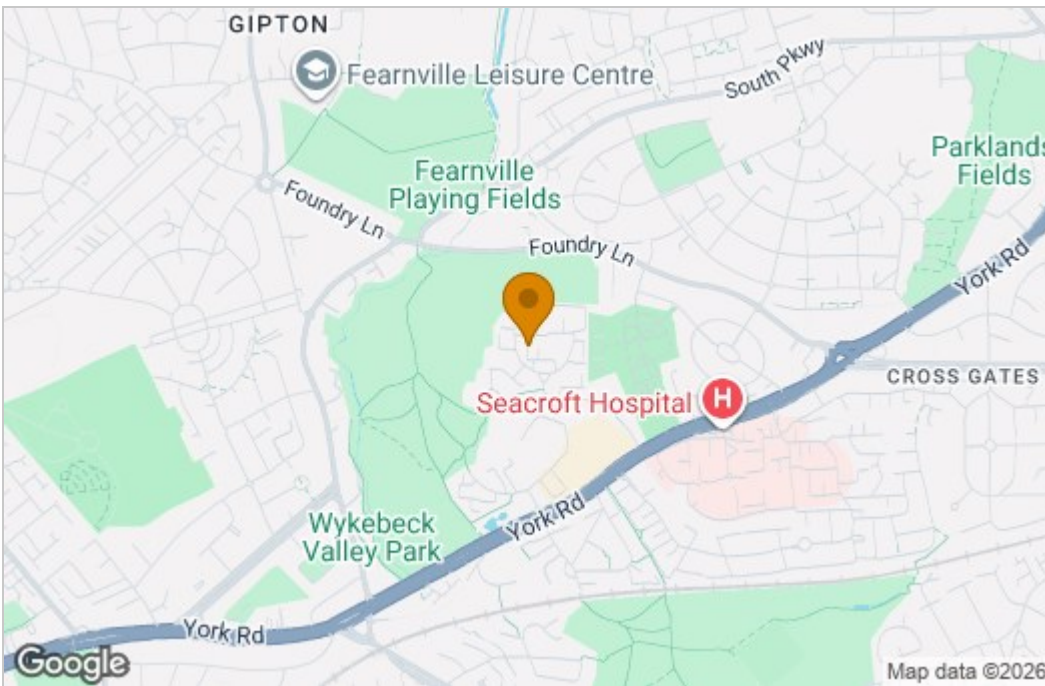 GIPTON
Fearnville Leisure Centre
South Pkwy
Parklands
Fields
Fearnville
Playing Fields
Foundry Ln
Foundry Ln
York Rd
CROSS GATES
Seacroft Hospital
H
York Rd
Wykebeck
Valley Park
York Rd
Google
Map data ©2026